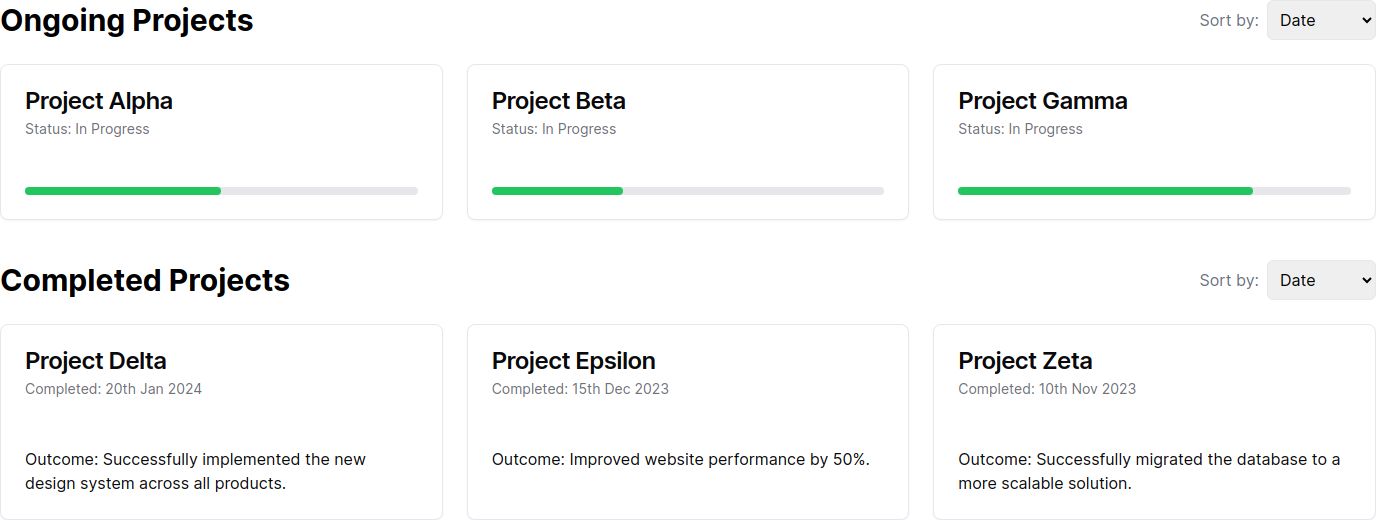 Ongoing Projects
Sort by: Date
Project Alpha
Status: In Progress
Project Beta
Status: In Progress
Project Gamma
Status: In Progress
Completed Projects
Sort by: Date
Project Delta
Completed: 20th Jan 2024
Outcome: Successfully implemented the new
design system across all products.
Project Epsilon
Completed: 15th Dec 2023
Outcome: Improved website performance by 50%.
Project Zeta
Completed: 10th Nov 2023
Outcome: Successfully migrated the database to a
more scalable solution.